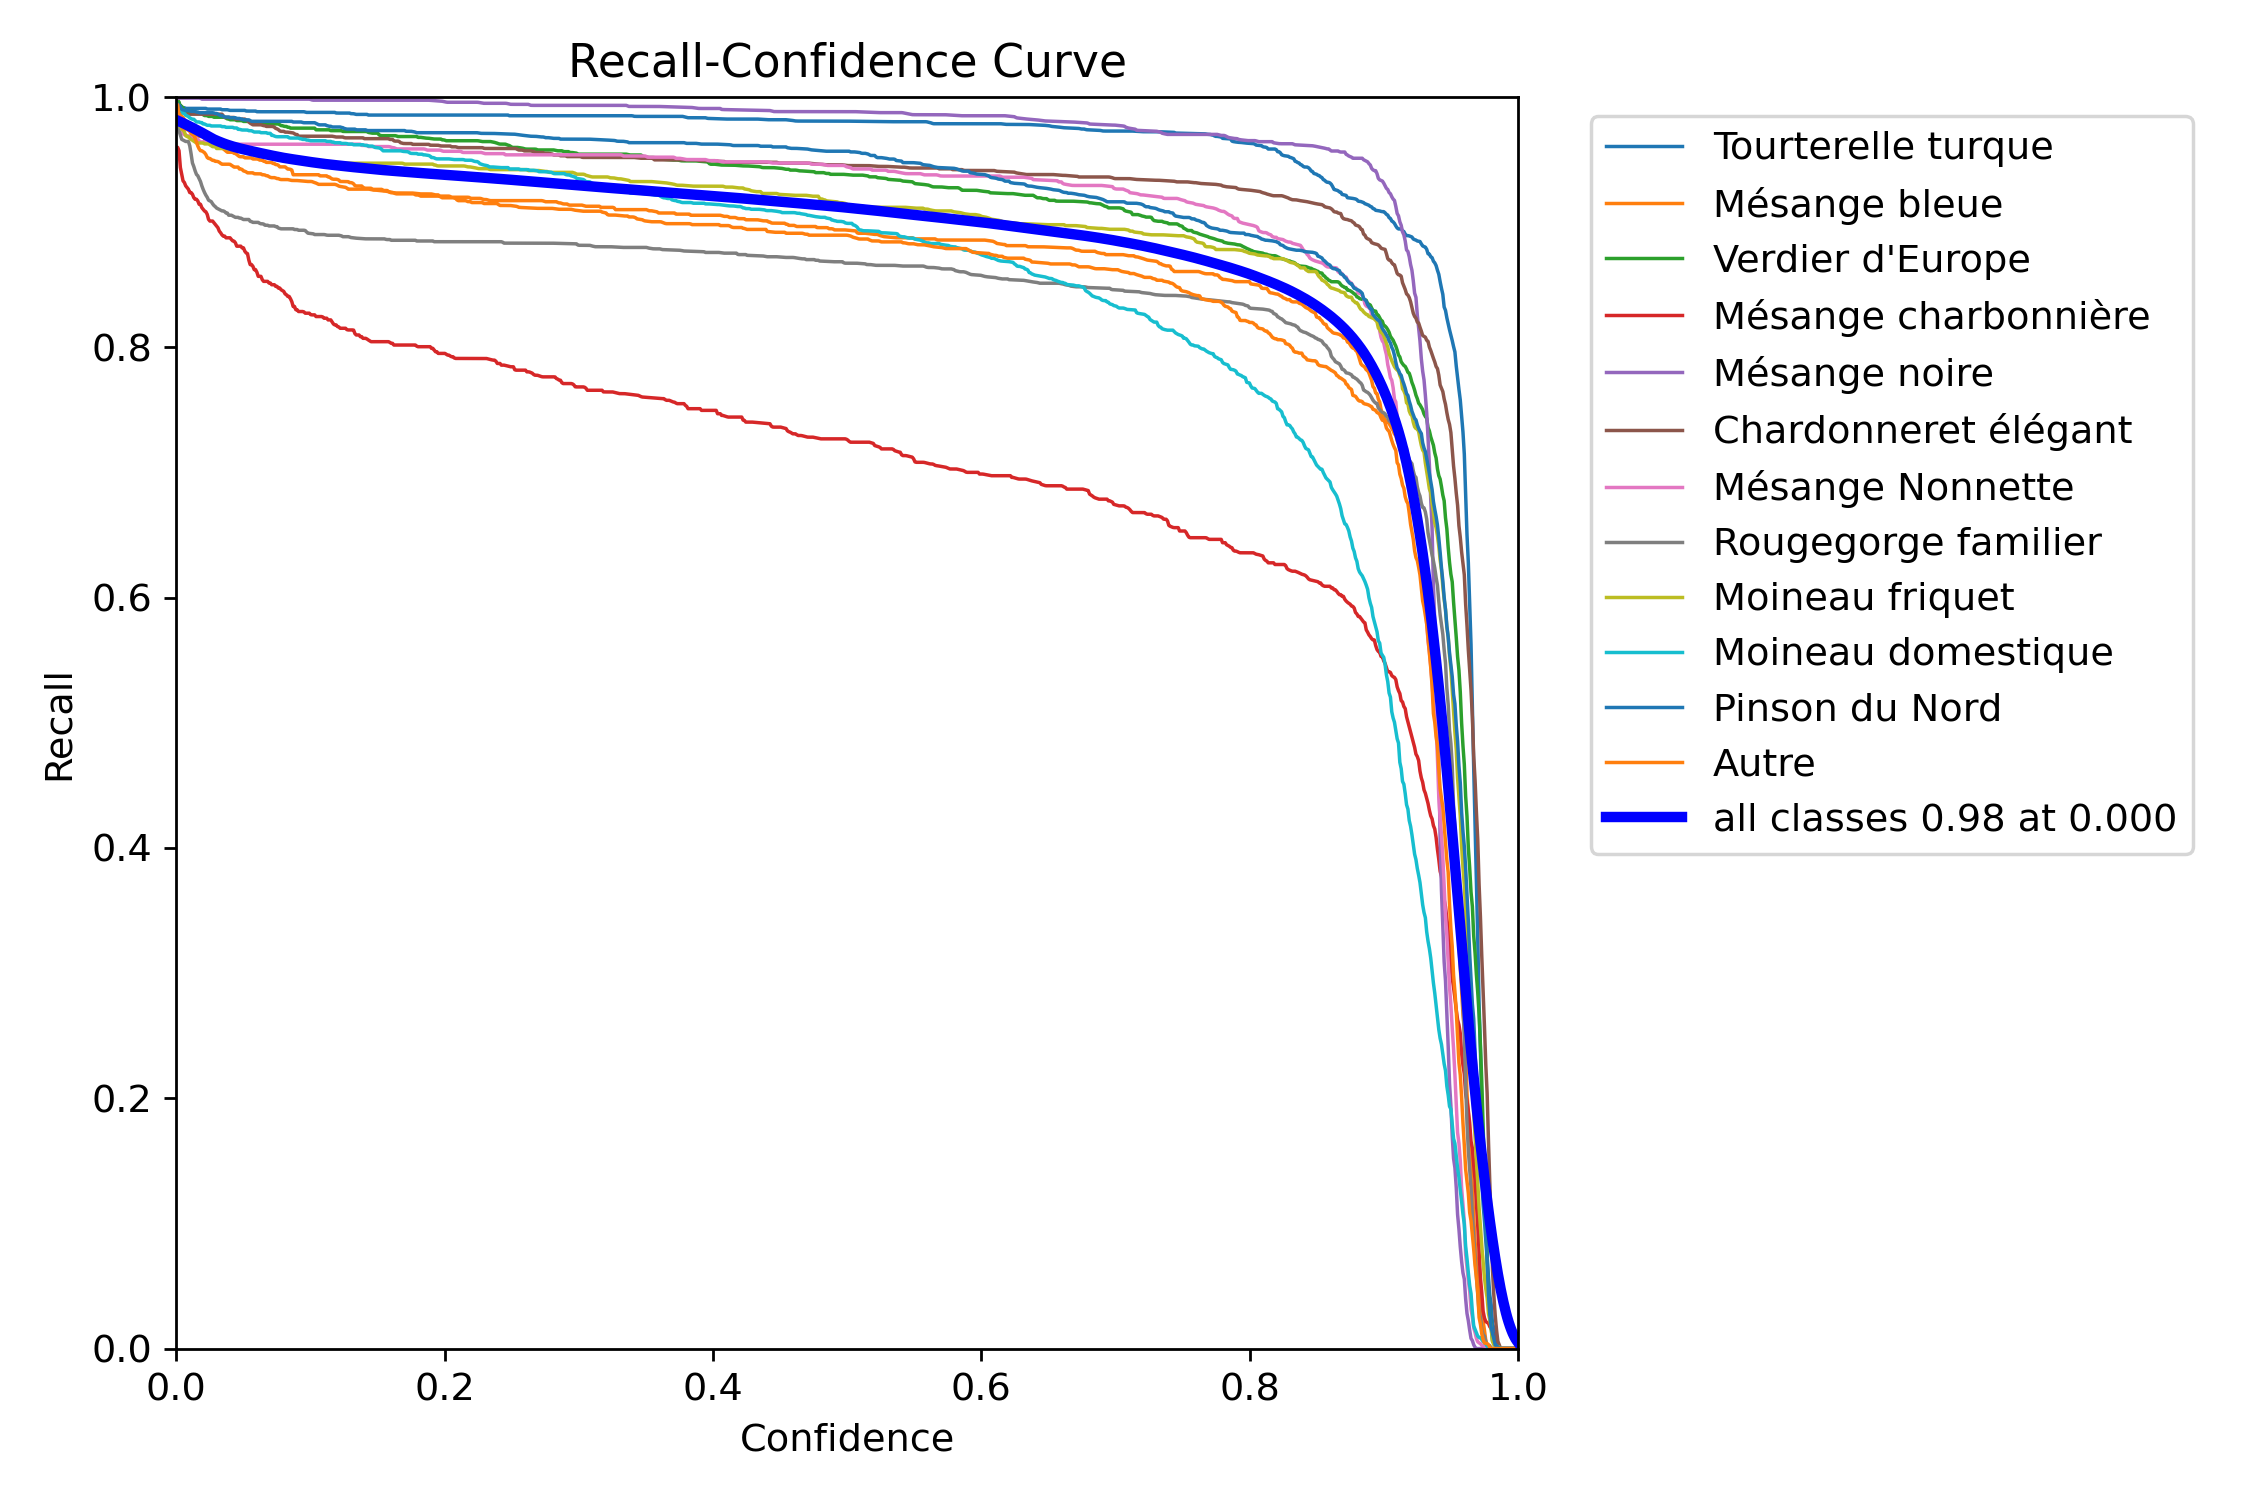 Recall-Confidence Curve
1.0
0.8
0.6
0.4
0.2
0.0
Recall
0.0 0.2 0.4 0.6 0.8 1.0
Confidence
Tourterelle turque
Mésange bleue
Verdier d'Europe
Mésange charbonnière
Mésange noire
Chardonneret élégant
Mésange Nonnette
Rougegorge familier
Moineau friquet
Moineau domestique
Pinson du Nord
Autre
all classes 0.98 at 0.000